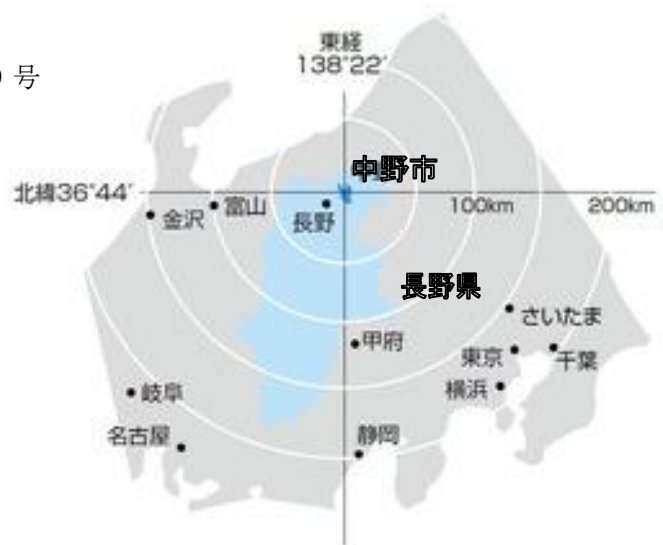 東経
138°22′
）号
中野市
北緯36°44′
100km
200km
金沢
富山
長野
長野県
さいたま
甲府
東京
千葉
横浜
岐阜
名古屋
静岡